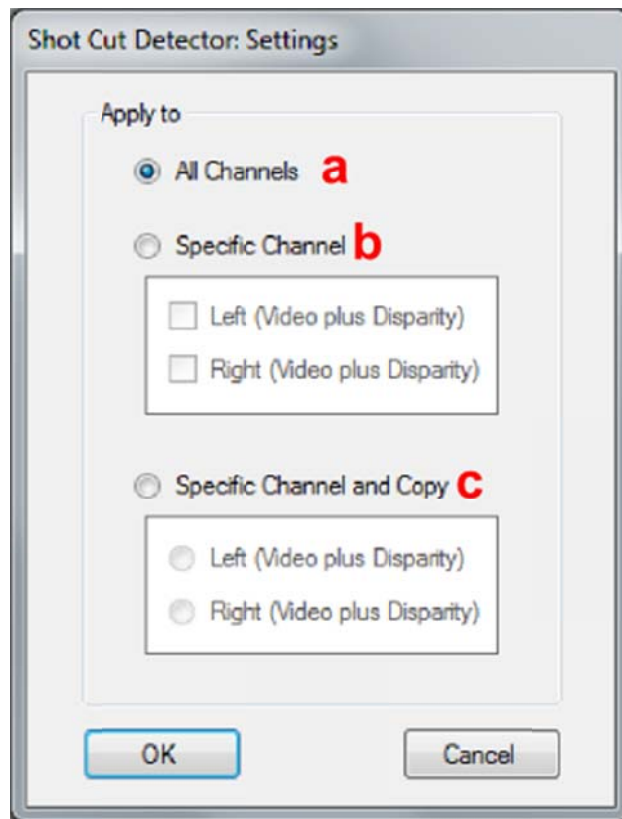 Shot Cut Detector: Settings
Apply to
All Channels a
Specific Channel b
Left (Video plus Disparity)
Right (Video plus Disparity)
Specific Channel and Copy c
Left (Video plus Disparity)
Right (Video plus Disparity)
OK Cancel